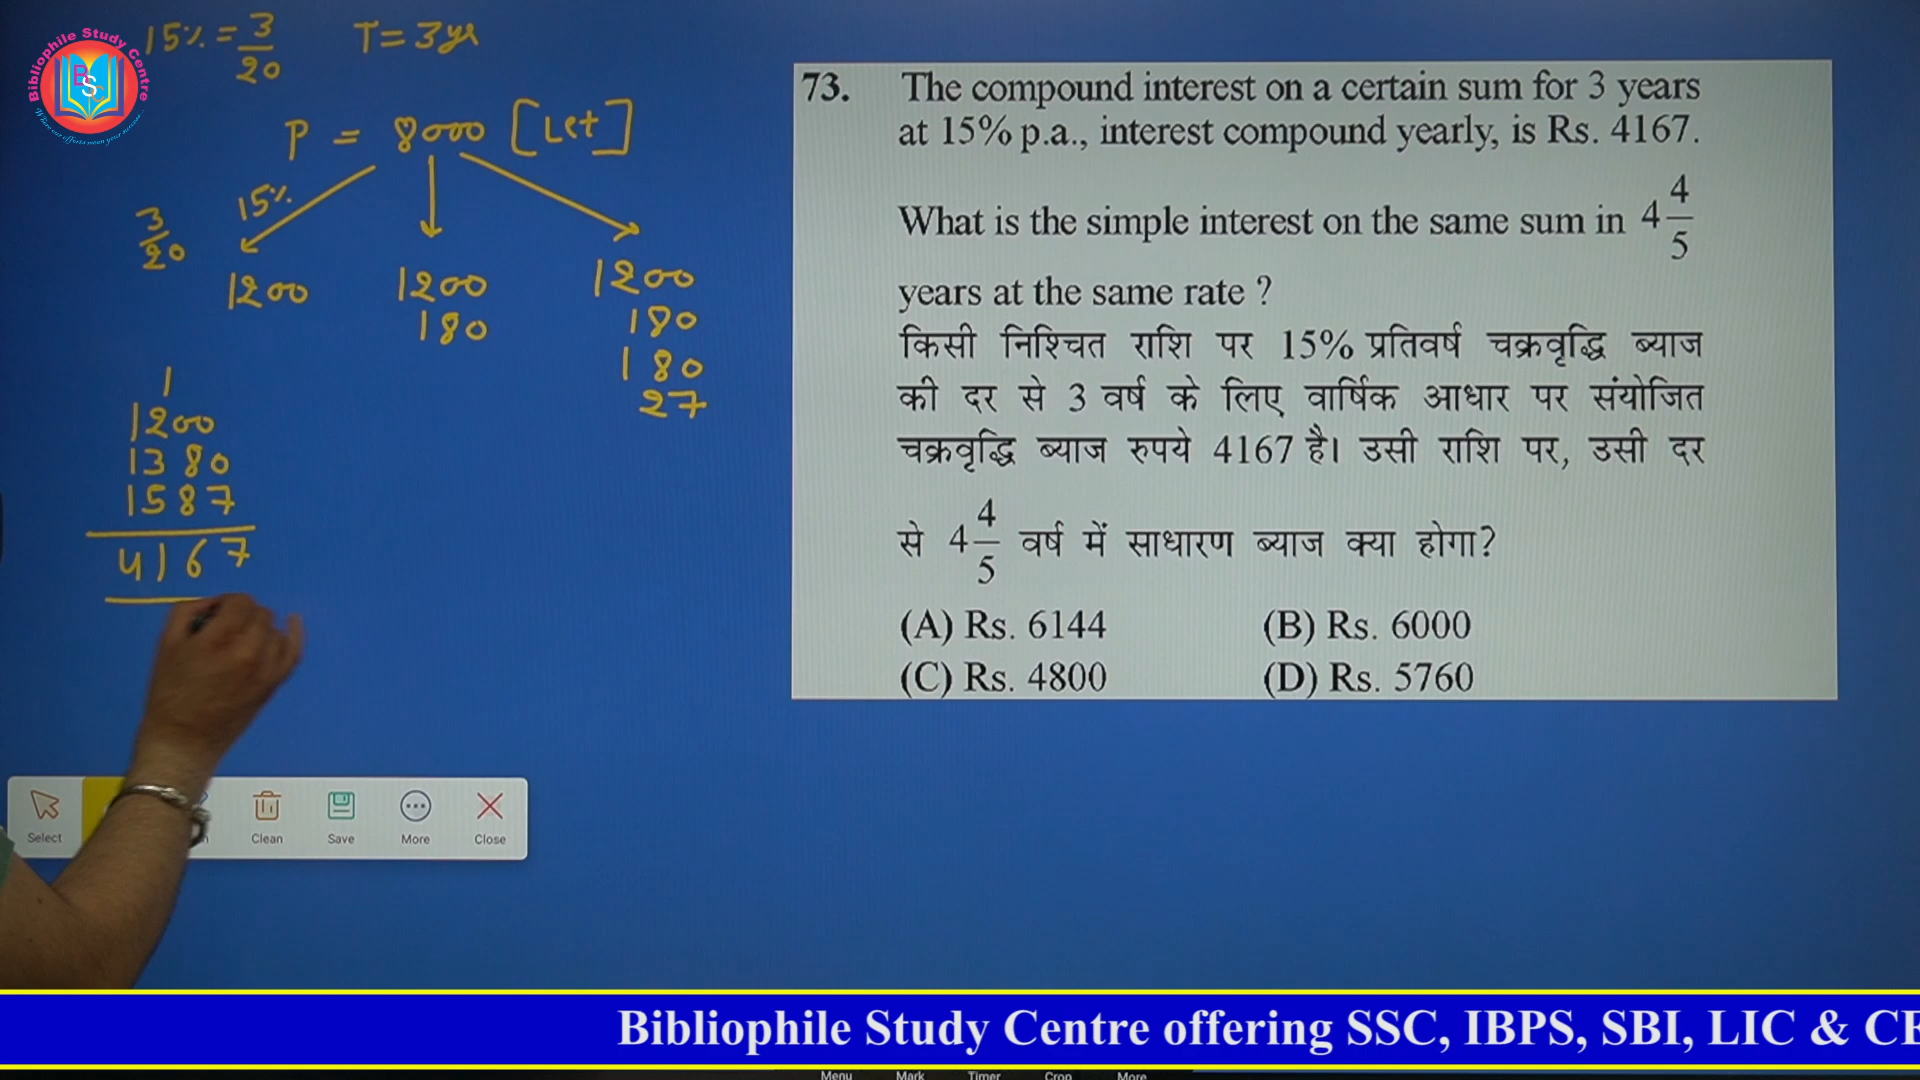 Bibliophile Study Centre
BSC
15% = 3/20 T = 3yr
P = 8000 [Let]
3/20 15%
1200 1200 1200
180 180
180
27
1
1200
1380
1587
4167
73. The compound interest on a certain sum for 3 years
at 15% p.a., interest compound yearly, is Rs. 4167.
What is the simple interest on the same sum in 4 4/5
years at the same rate ?
किसी निश्चित राशि पर 15% प्रतिवर्ष चक्रवृद्धि ब्याज
की दर से 3 वर्ष के लिए वार्षिक आधार पर संयोजित
चक्रवृद्धि ब्याज रुपये 4167 है। उसी राशि पर, उसी दर
से 4 4/5 वर्ष में साधारण ब्याज क्या होगा?
(A) Rs. 6144 (B) Rs. 6000
(C) Rs. 4800 (D) Rs. 5760
Select Clean Save More Close
Bibliophile Study Centre offering SSC, IBPS, SBI, LIC & CE
Menu Mark Timer Crop More